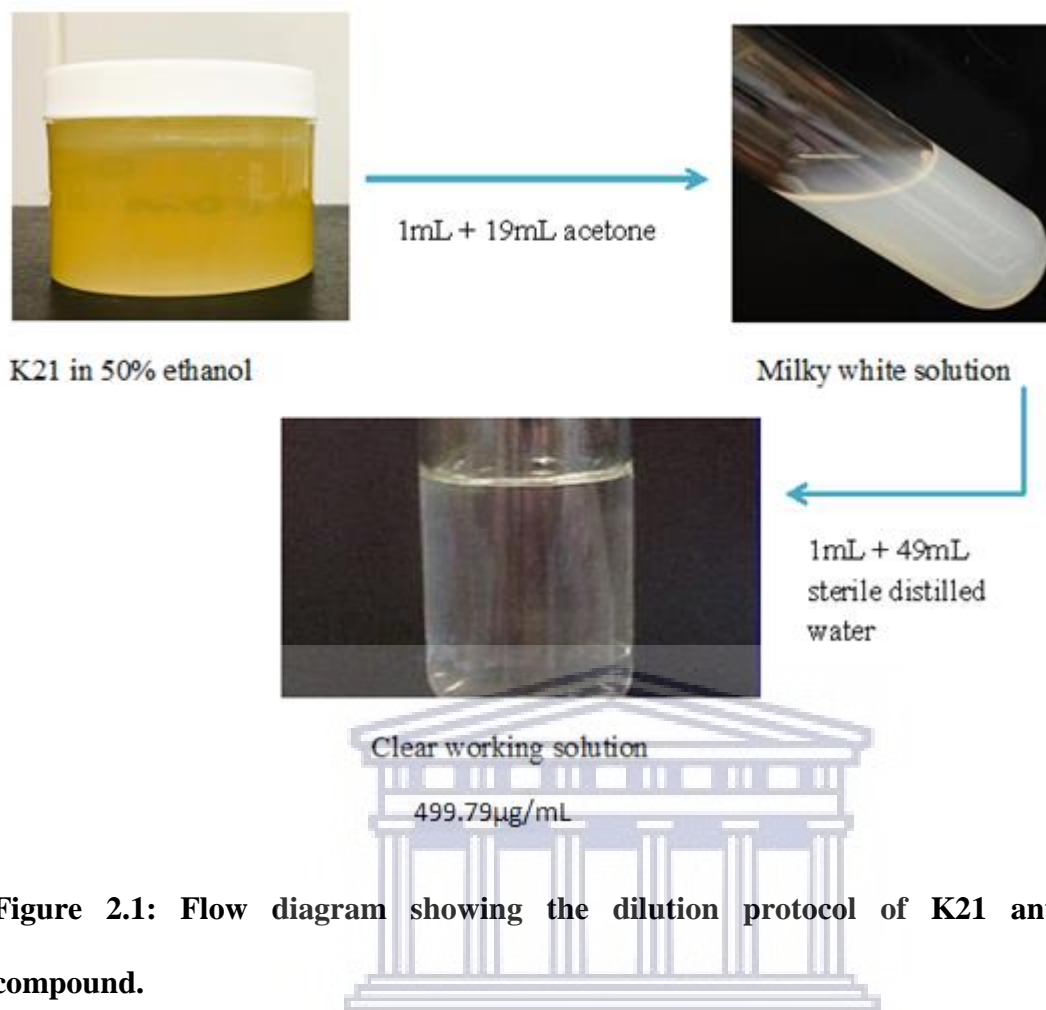 1mL + 19mL acetone
K21 in 50% ethanol
Milky white solution
1mL + 49mL
sterile distilled
water
Clear working solution
499.79µg/mL
Figure 2.1: Flow diagram showing the dilution protocol of K21 ant
compound.